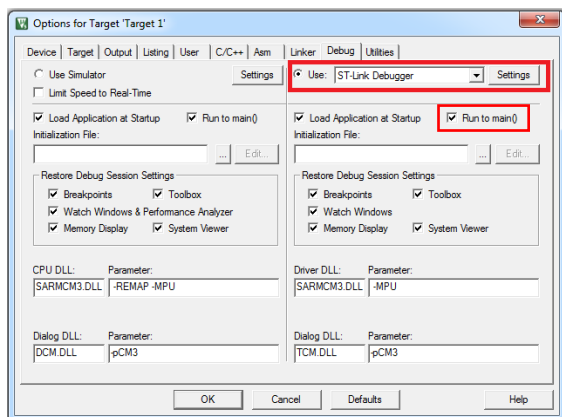 Options for Target 'Target 1'
Device Target Output Listing User C/C++ Asm Linker Debug Utilities
Use Simulator Settings
Limit Speed to Real-Time
Load Application at Startup Run to main()
Initialization File:
... Edit...
Restore Debug Session Settings
Breakpoints Toolbox
Watch Windows & Performance Analyzer
Memory Display System Viewer
CPU DLL: Parameter:
SARMCM3.DLL -REMAP -MPU
Dialog DLL: Parameter:
DCM.DLL -pCM3
Use: ST-Link Debugger Settings
Load Application at Startup Run to main()
Initialization File:
... Edit...
Restore Debug Session Settings
Breakpoints Toolbox
Watch Windows
Memory Display System Viewer
Driver DLL: Parameter:
SARMCM3.DLL -MPU
Dialog DLL: Parameter:
TCM.DLL -pCM3
OK Cancel Defaults Help